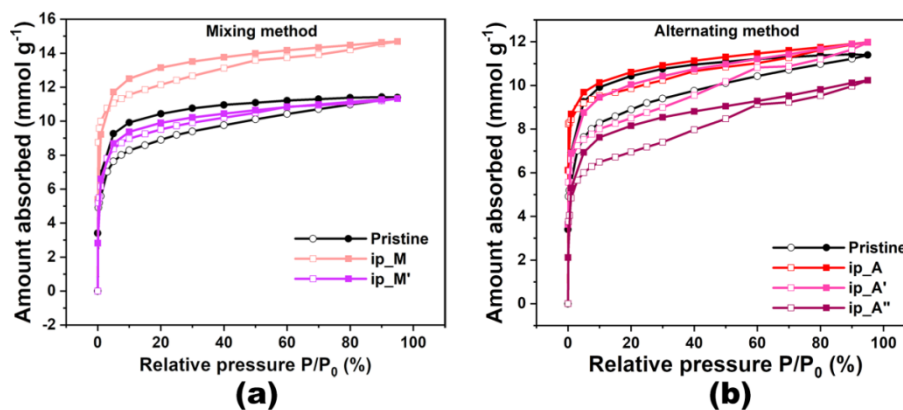 Mixing method
Amount absorbed (mmol g⁻¹)
16
14
12
10
8
6
4
2
0
-2
Pristine
ip_M
ip_M'
0 20 40 60 80 100
Relative pressure P/P₀ (%)
(a)
Alternating method
Amount absorbed (mmol g⁻¹)
12
10
8
6
4
2
0
Pristine
ip_A
ip_A'
ip_A"
0 20 40 60 80 100
Relative pressure P/P₀ (%)
(b)